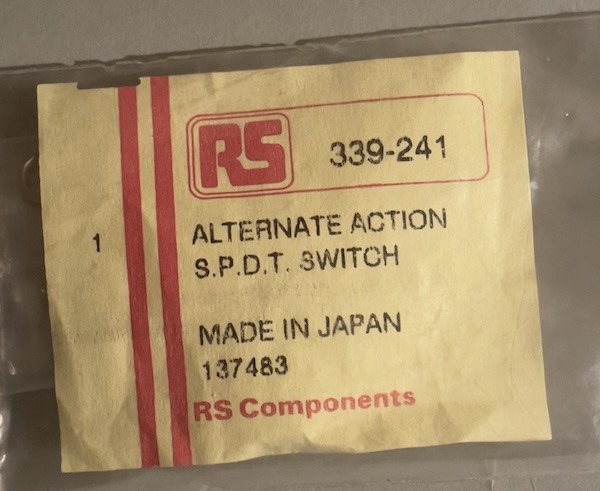 RS 339-241
1
ALTERNATE ACTION
S.P.D.T. SWITCH
MADE IN JAPAN
137483
RS Components